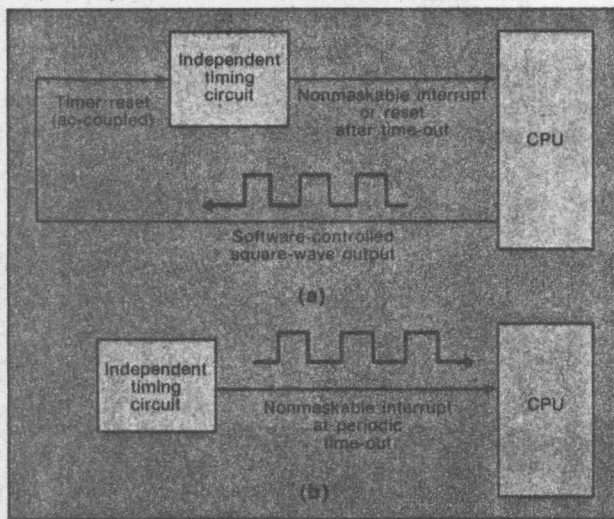 Independent
timing
circuit
Timer reset
(ac-coupled)
Nonmaskable interrupt
or reset
after time-out
CPU
Software-controlled
square-wave output
(a)
Independent
timing
circuit
Nonmaskable interrupt
at periodic
time-out
CPU
(b)